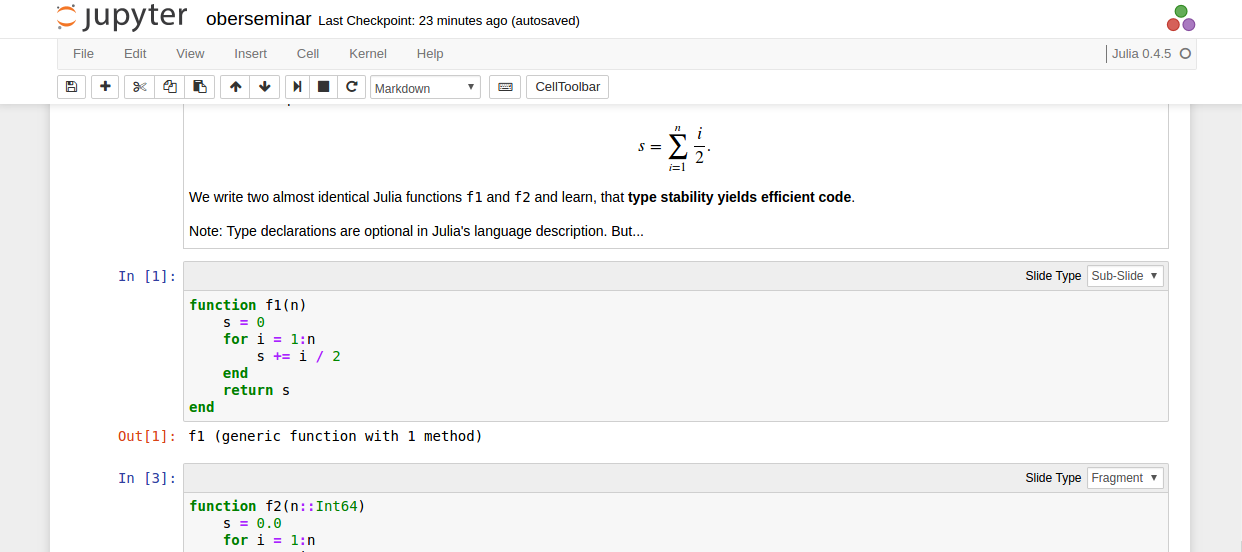 jupyter oberseminar Last Checkpoint: 23 minutes ago (autosaved)
File Edit View Insert Cell Kernel Help Julia 0.4.5
Markdown CellToolbar
s = ∑ i=1 n i/2.
We write two almost identical Julia functions f1 and f2 and learn, that type stability yields efficient code.
Note: Type declarations are optional in Julia's language description. But...
In [1]: Slide Type Sub-Slide
function f1(n)
    s = 0
    for i = 1:n
        s += i / 2
    end
    return s
end
Out[1]: f1 (generic function with 1 method)
In [3]: Slide Type Fragment
function f2(n::Int64)
    s = 0.0
    for i = 1:n